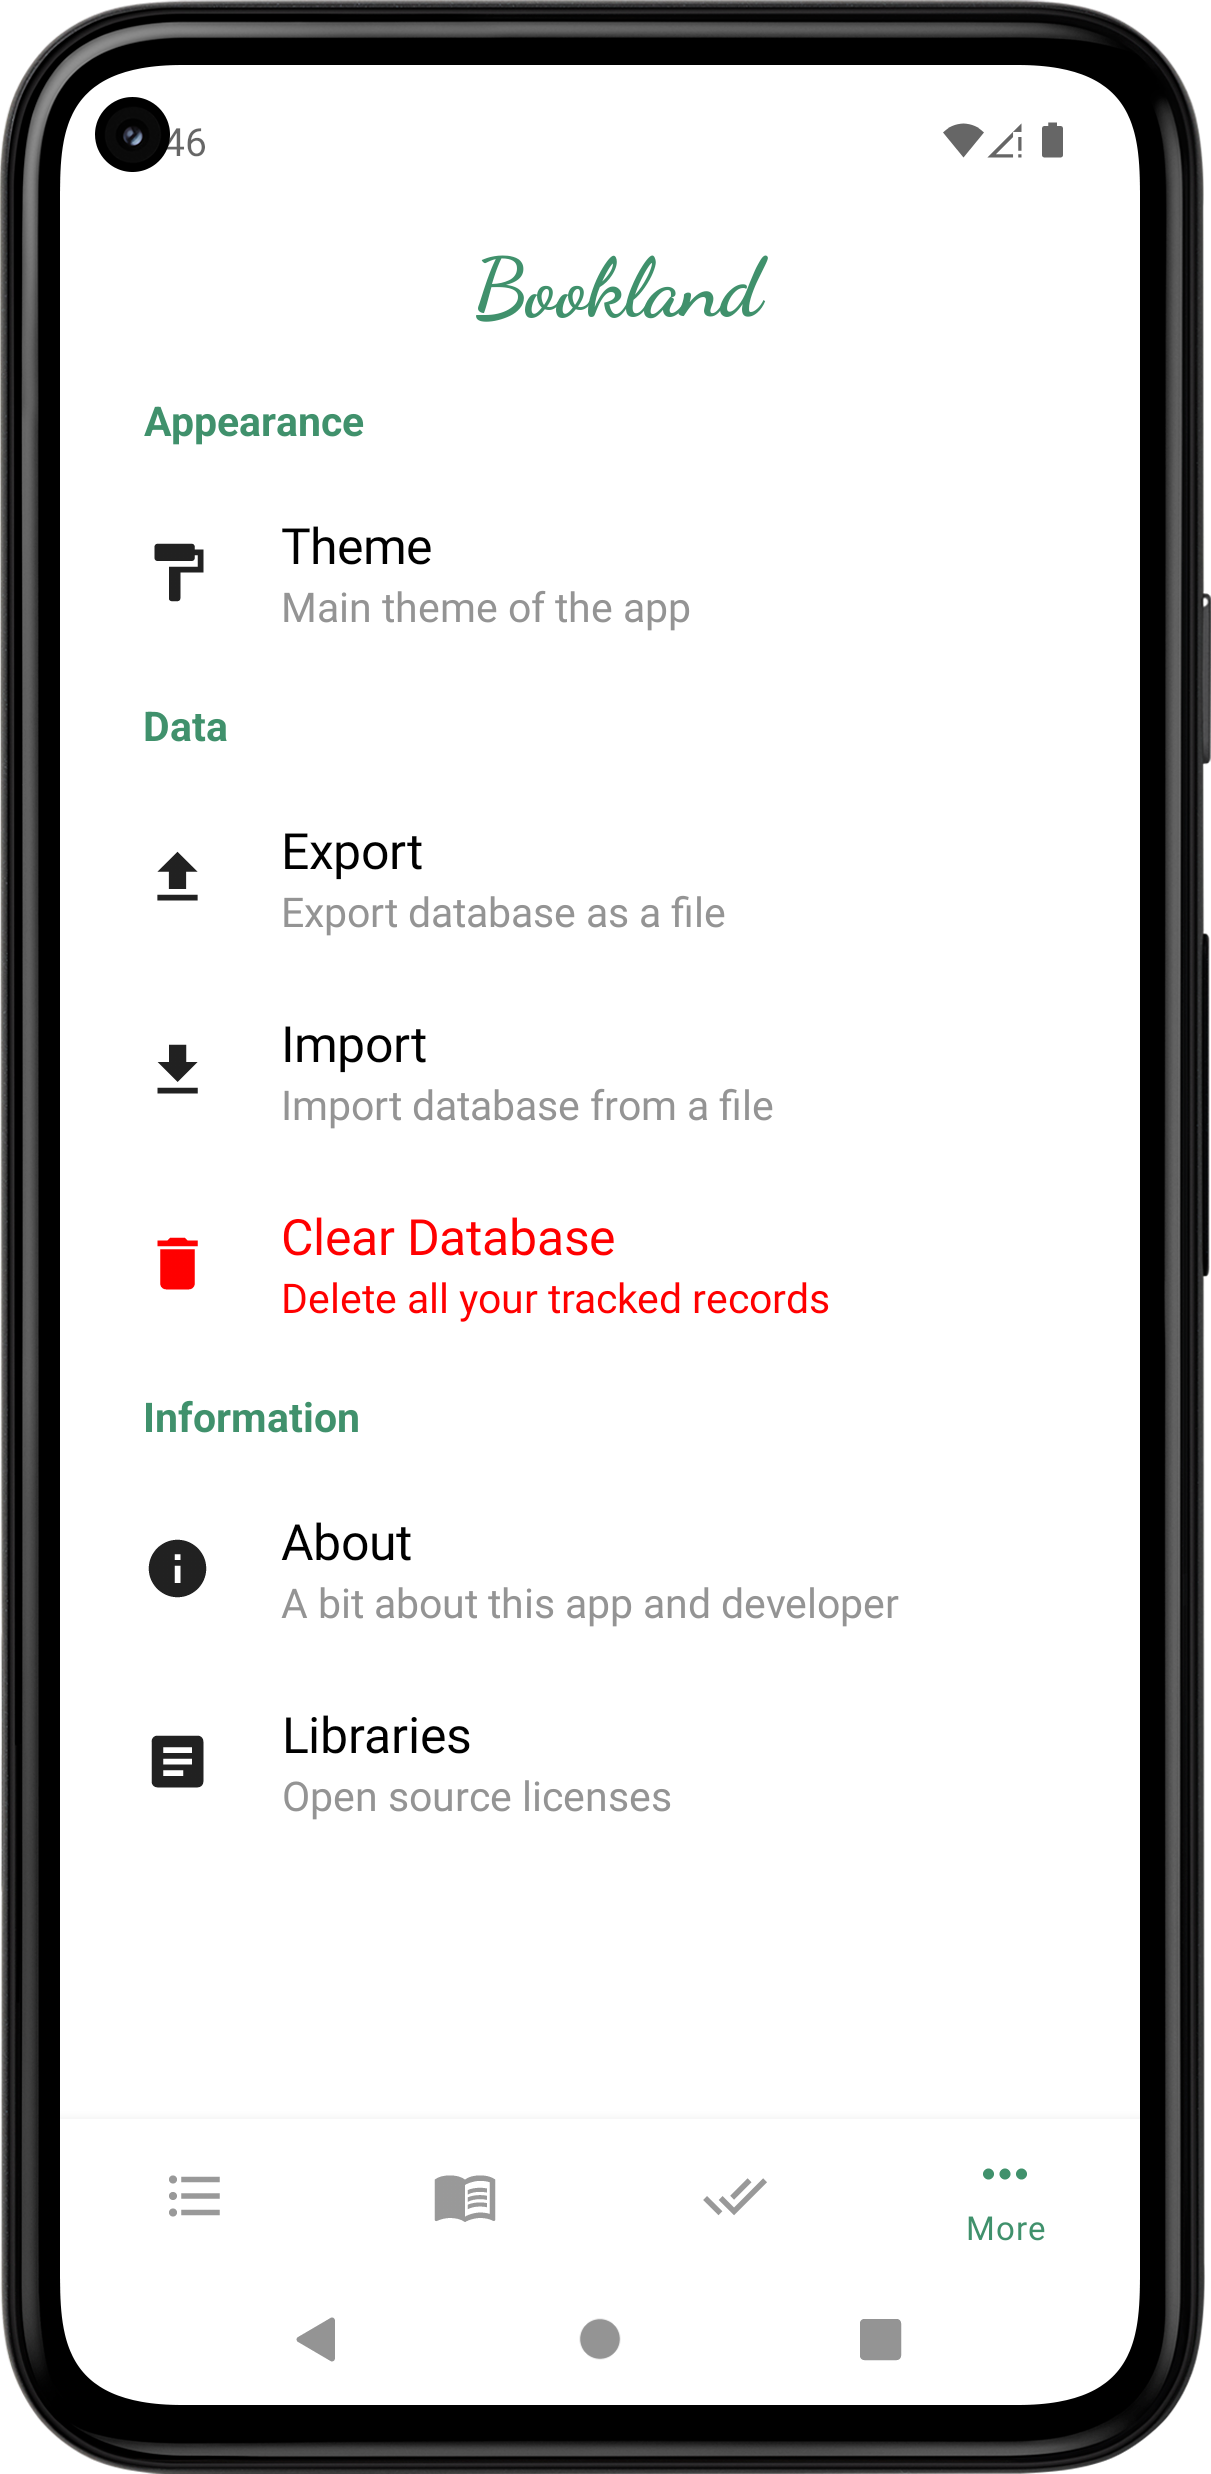 46
Bookland
Appearance
Theme
Main theme of the app
Data
Export
Export database as a file
Import
Import database from a file
Clear Database
Delete all your tracked records
Information
About
A bit about this app and developer
Libraries
Open source licenses
More